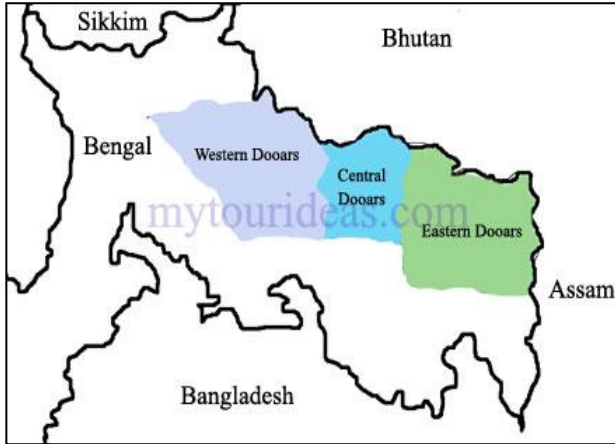 Sikkim
Bhutan
Bengal
Western Dooars
Central
Dooars
mytourideas.com
Eastern Dooars
Assam
Bangladesh